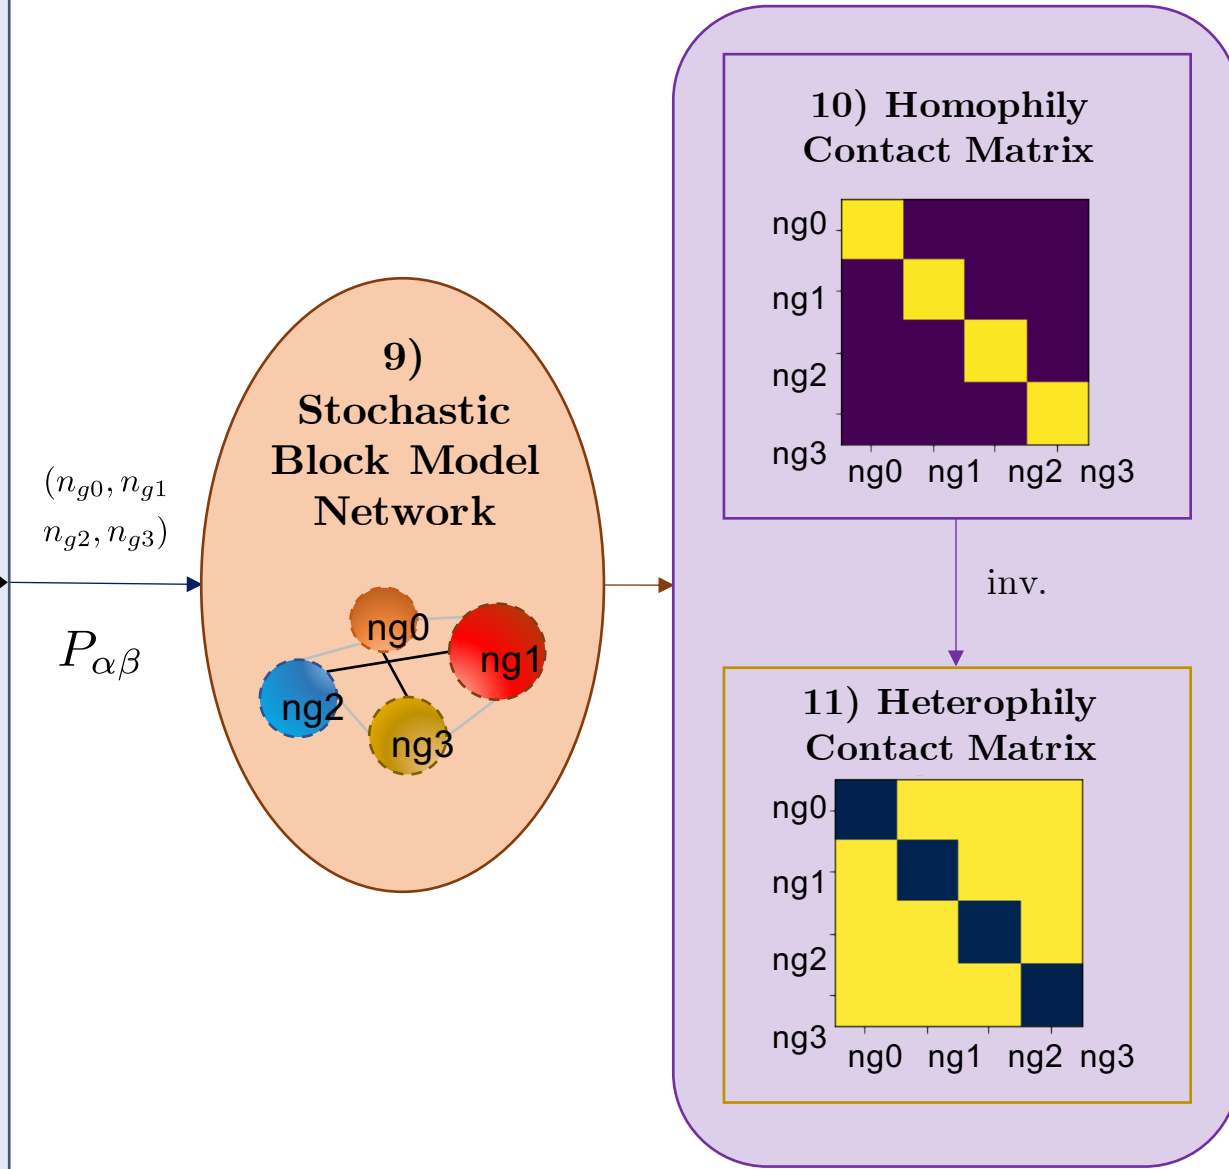 (n_{g0}, n_{g1}
n_{g2}, n_{g3})
P_{αβ}
9)
Stochastic
Block Model
Network
ng0
ng1
ng2
ng3
10) Homophily
Contact Matrix
ng0
ng1
ng2
ng3
ng0 ng1 ng2 ng3
inv.
11) Heterophily
Contact Matrix
ng0
ng1
ng2
ng3
ng0 ng1 ng2 ng3